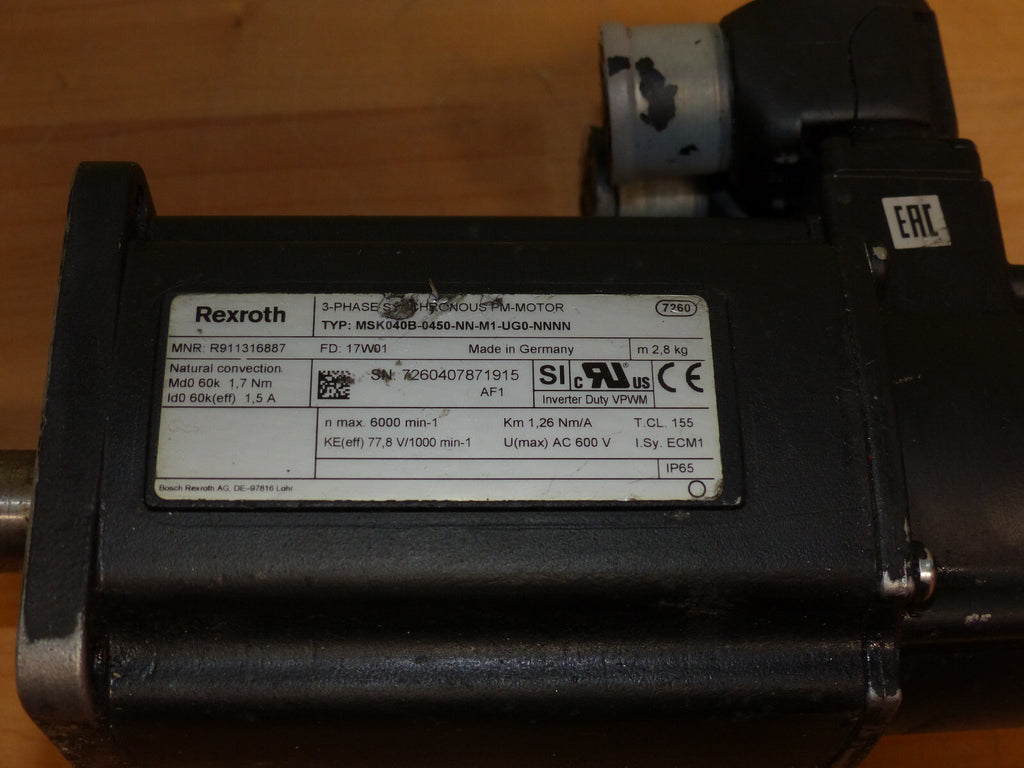 EAC
Rexroth
3-PHASE SYNCHRONOUS PM-MOTOR
7260
TYP: MSK040B-0450-NN-M1-UG0-NNNN
MNR: R911316887 FD: 17W01 Made in Germany m 2,8 kg
Natural convection
Md0 60k 1,7 Nm
Id0 60k(eff) 1,5 A
SN: 7260407871915
AF1
SI c RU US CE
Inverter Duty VPWM
n max. 6000 min-1 Km 1,26 Nm/A T.CL. 155
KE(eff) 77,8 V/1000 min-1 U(max) AC 600 V I.Sy. ECM1
IP65
Bosch Rexroth AG, DE-97816 Lohr